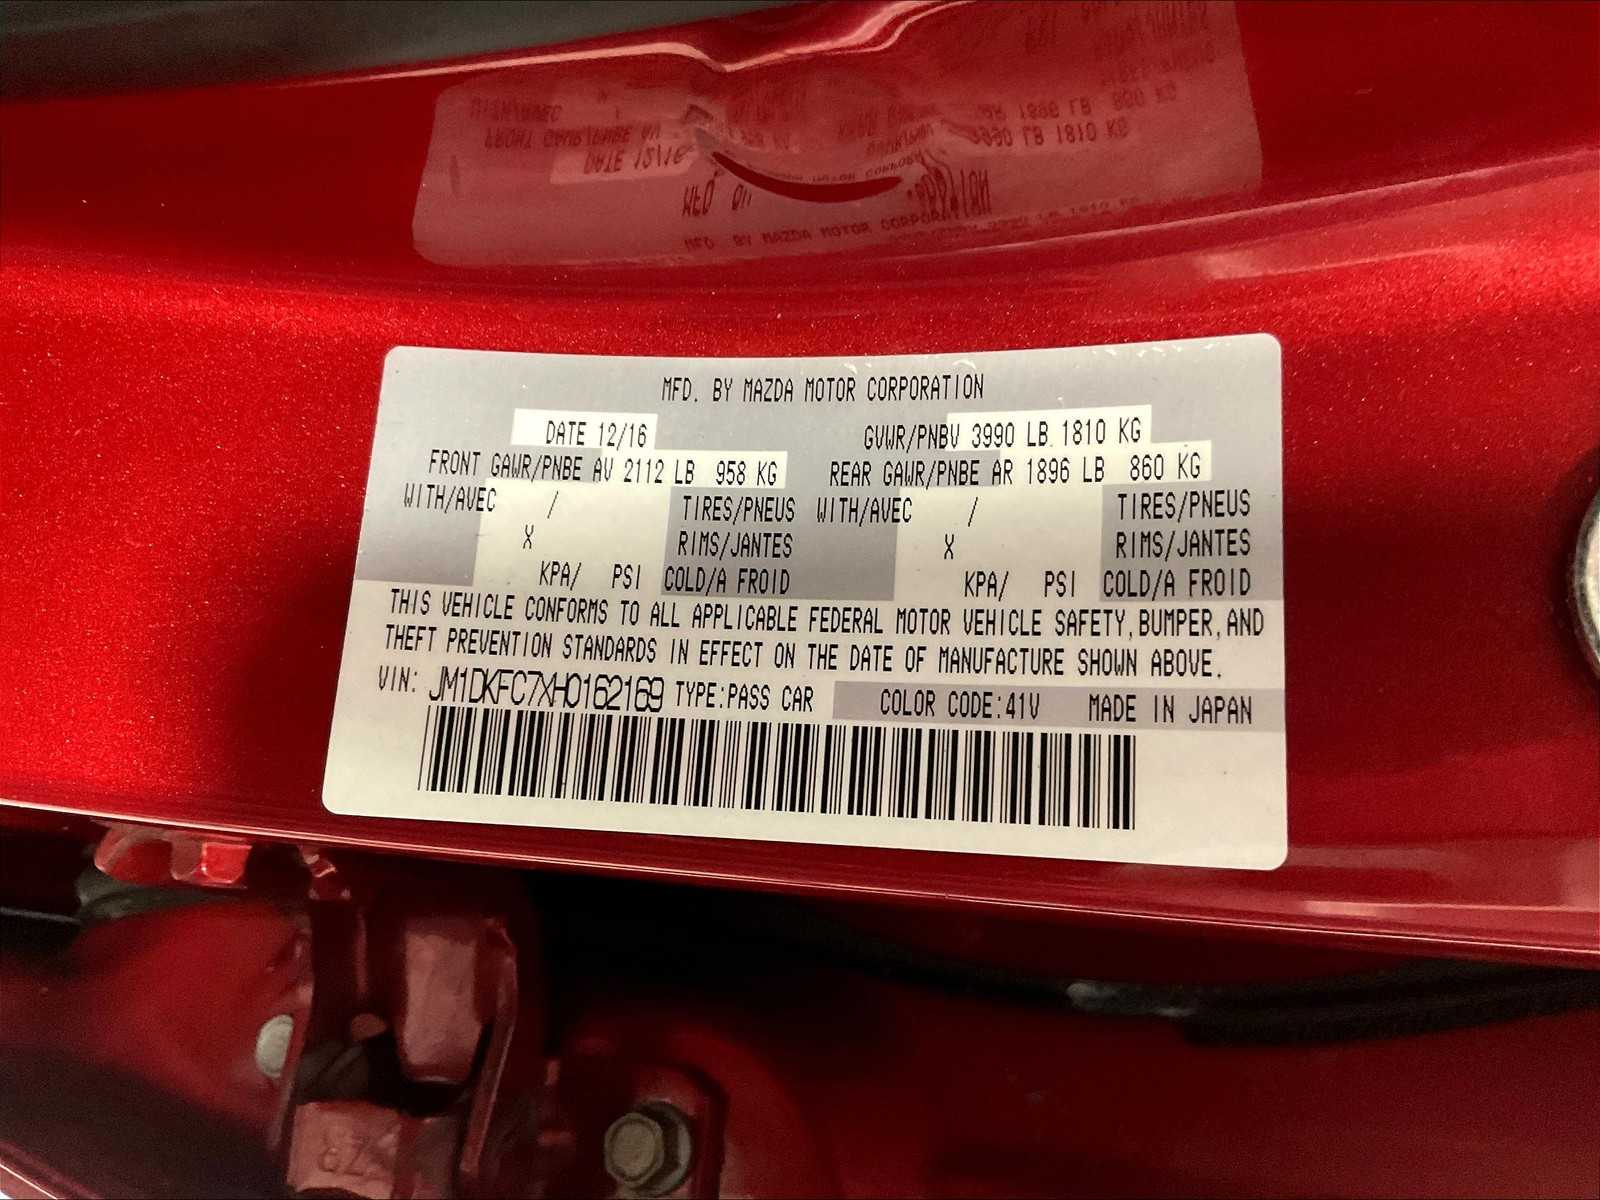 MFD. BY MAZDA MOTOR CORPORATION
DATE 12/16 GVWR/PNBV 3990 LB 1810 KG
FRONT GAWR/PNBE AV 2112 LB 958 KG REAR GAWR/PNBE AR 1896 LB 860 KG
WITH/AVEC / TIRES/PNEUS WITH/AVEC / TIRES/PNEUS
X RIMS/JANTES X RIMS/JANTES
KPA/ PSI COLD/A FROID KPA/ PSI COLD/A FROID
THIS VEHICLE CONFORMS TO ALL APPLICABLE FEDERAL MOTOR VEHICLE SAFETY, BUMPER, AND
THEFT PREVENTION STANDARDS IN EFFECT ON THE DATE OF MANUFACTURE SHOWN ABOVE.
VIN: JM1DKFC7XH0162169 TYPE:PASS CAR COLOR CODE:41V MADE IN JAPAN